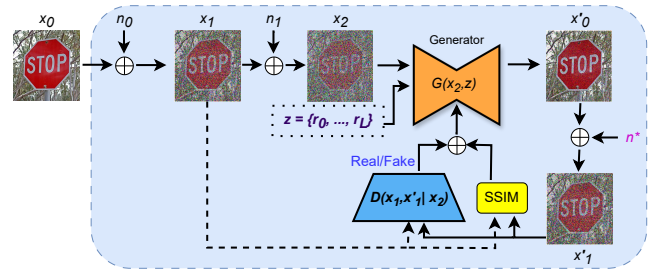 x0 n0 x1 n1 x2 Generator x'0
STOP STOP STOP G(x2,z) STOP
z = {r0, ..., rL}
n*
Real/Fake
D(x1,x'1| x2) SSIM STOP
x'1